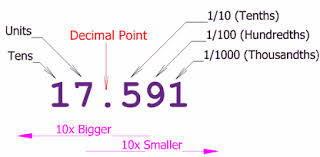 1/10 (Tenths)
Units
Decimal Point
1/100 (Hundredths)
Tens
1/1000 (Thousandths)
17.591
10x Bigger
10x Smaller